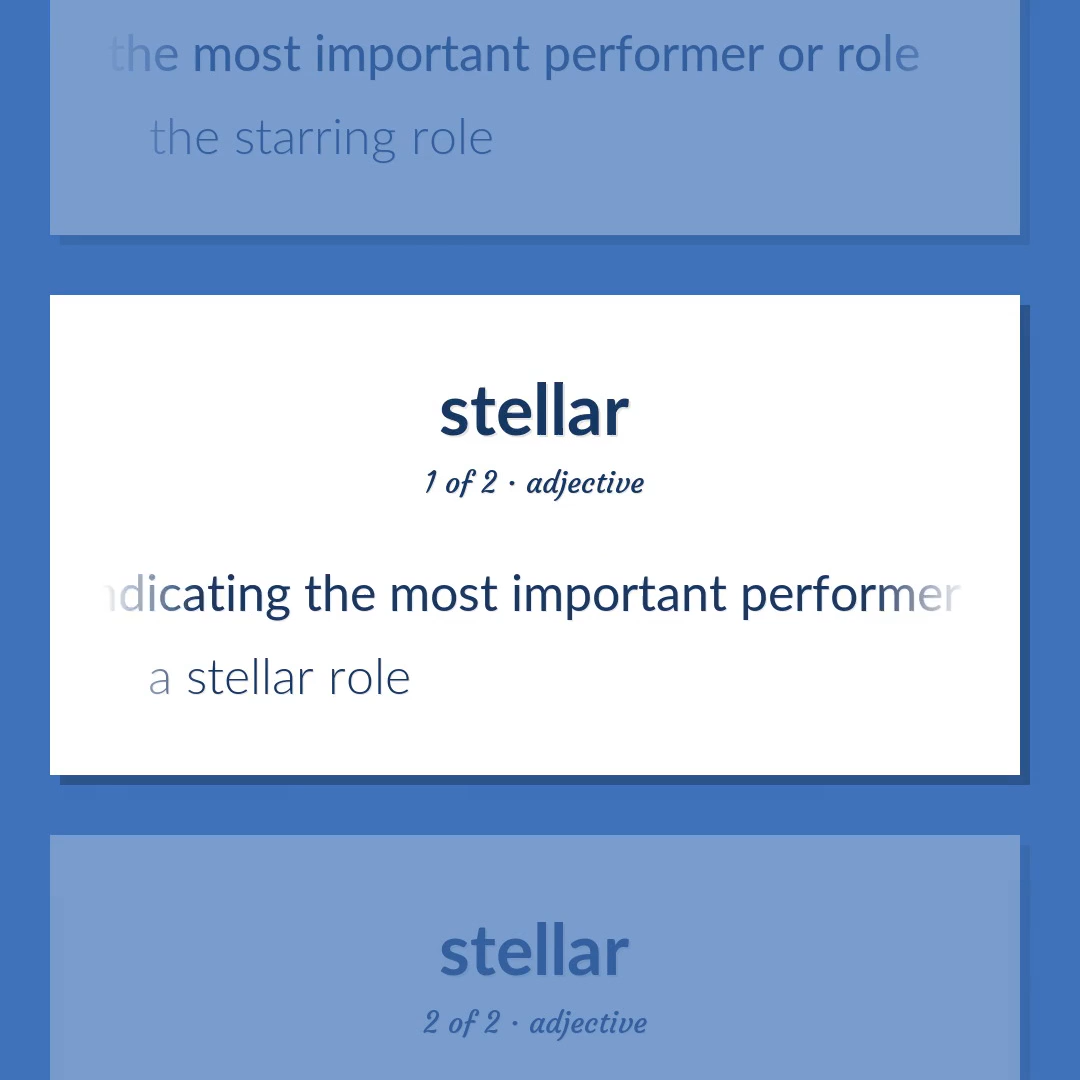 the most important performer or role
the starring role
stellar
1 of 2 · adjective
ndicating the most important performer
a stellar role
stellar
2 of 2 · adjective